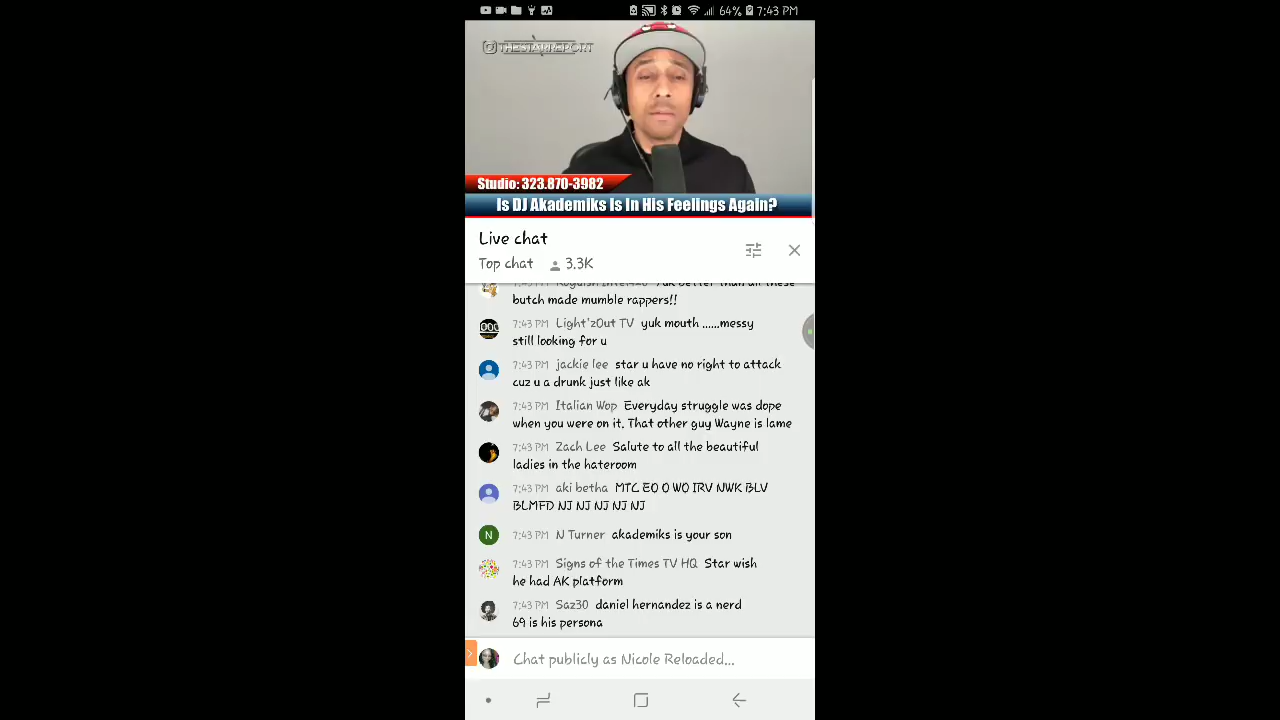 64% 7:43 PM
THESTARREPORT
Studio: 323.870-3982
Is DJ Akademiks Is In His Feelings Again?
Live chat
Top chat 3.3K
butch made mumble rappers!!
7:43 PM Light'zOut TV yuk mouth ......messy
still looking for u
7:43 PM jackie lee star u have no right to attack
cuz u a drunk just like ak
7:43 PM Italian Wop Everyday struggle was dope
when you were on it. That other guy Wayne is lame
7:43 PM Zach Lee Salute to all the beautiful
ladies in the hateroom
7:43 PM aki betha MTC EO O WO IRV NWK BLV
BLMFD NJ NJ NJ NJ NJ
N 7:43 PM N Turner akademiks is your son
7:43 PM Signs of the Times TV HQ Star wish
he had AK platform
7:43 PM Saz30 daniel hernandez is a nerd
69 is his persona
Chat publicly as Nicole Reloaded...